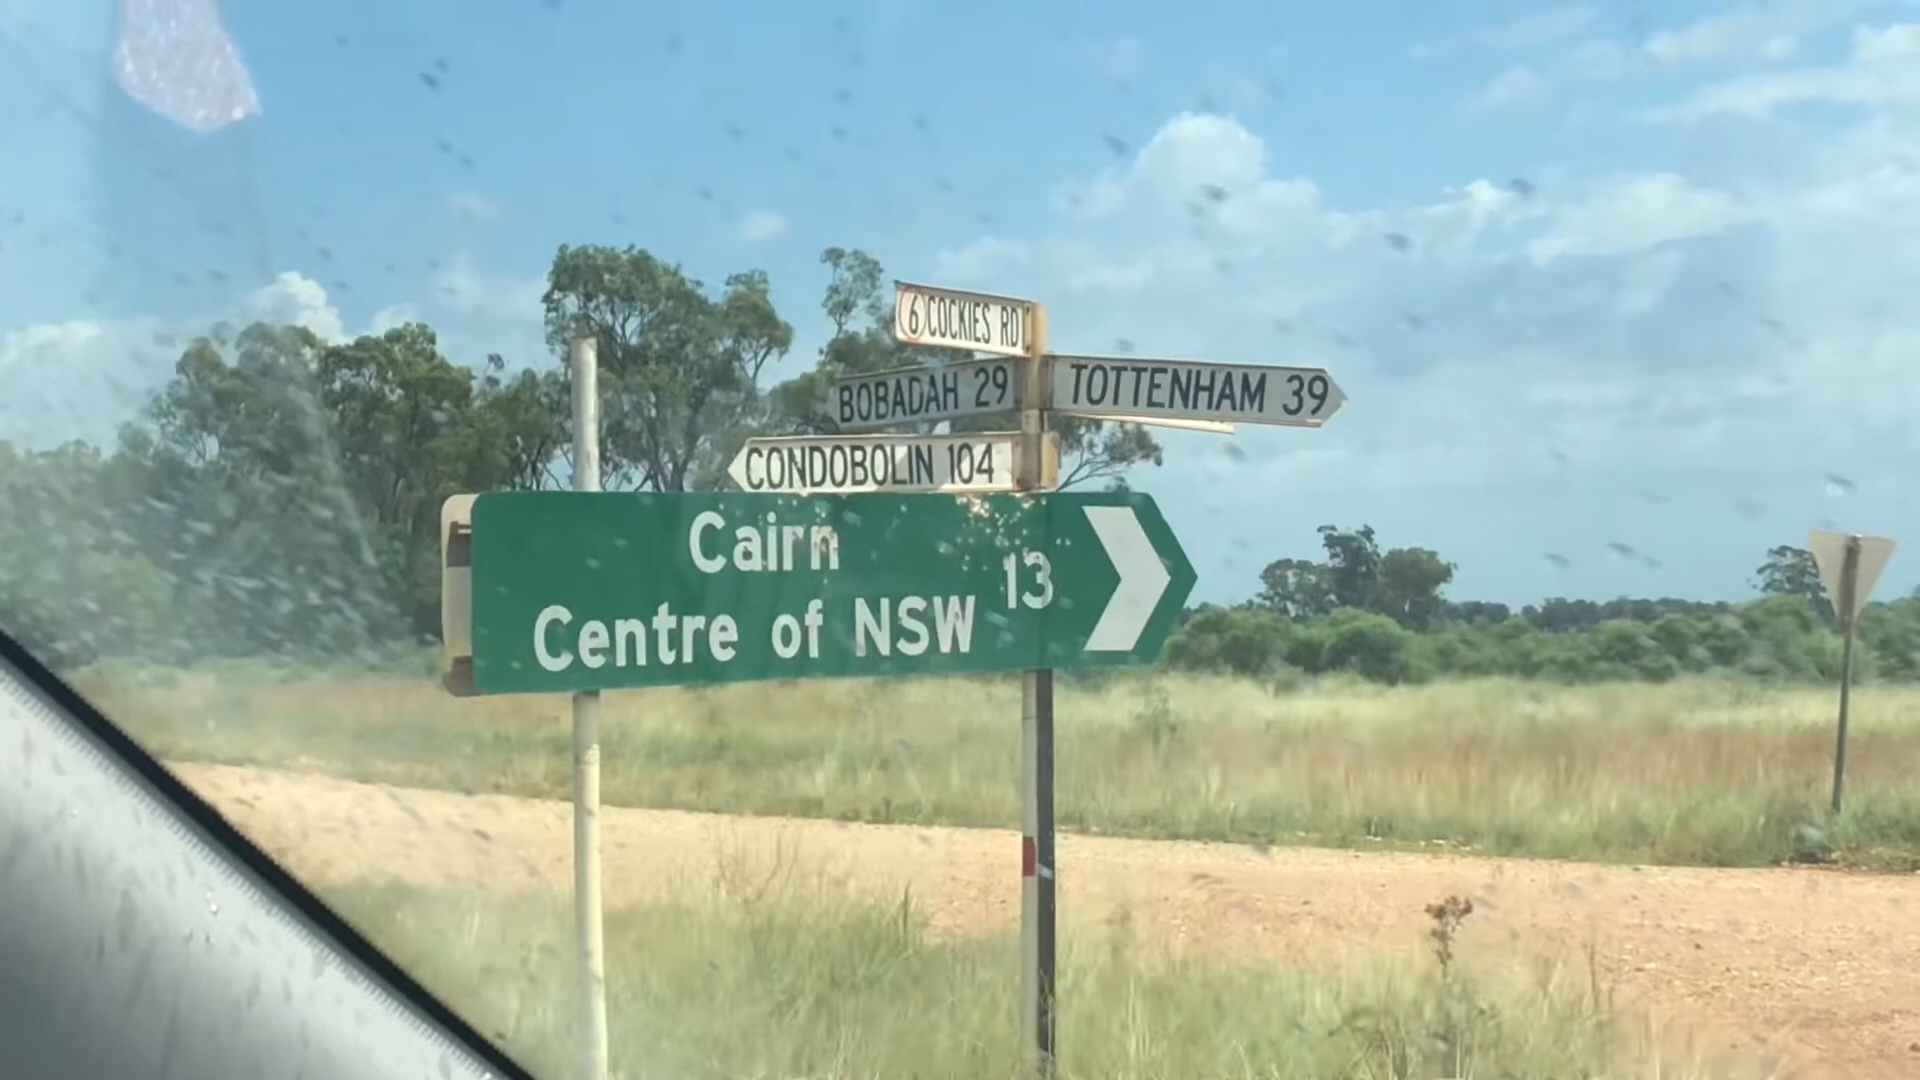 6 COCKIES RD
BOBADAH 29
TOTTENHAM 39
CONDOBOLIN 104
Cairn
Centre of NSW 13